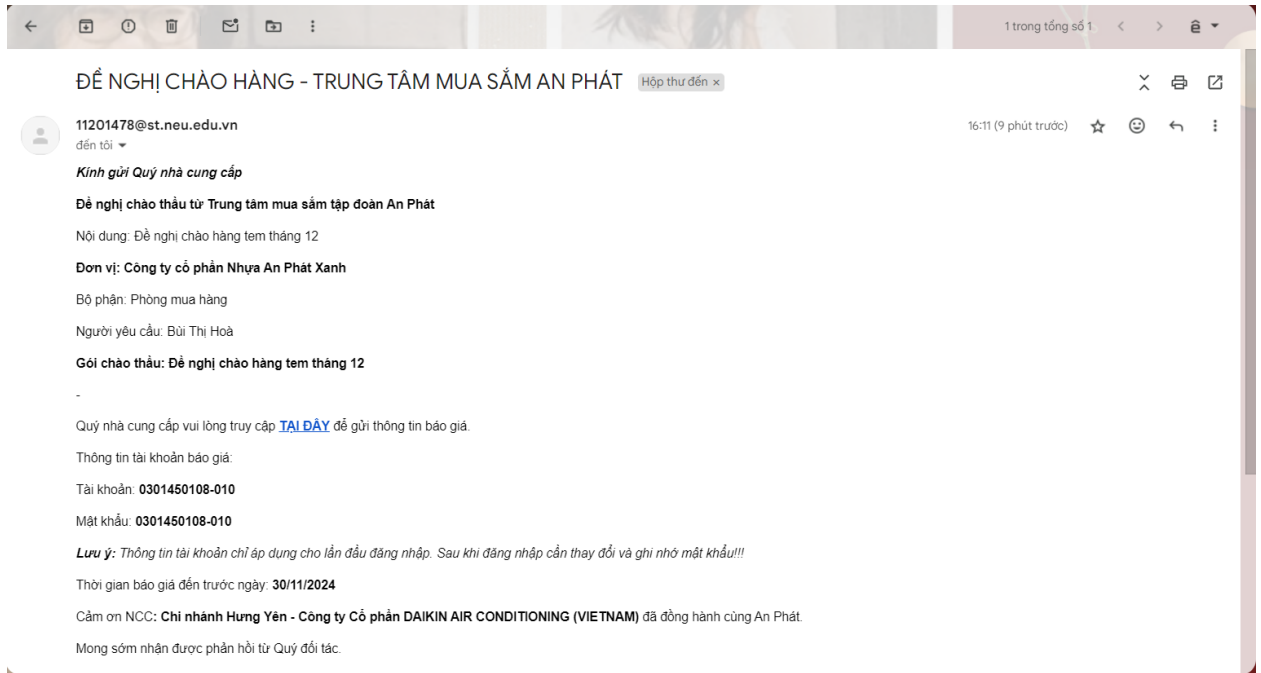 1 trong tổng số 1
ĐỀ NGHỊ CHÀO HÀNG - TRUNG TÂM MUA SẮM AN PHÁT Hộp thư đến ×
11201478@st.neu.edu.vn 16:11 (9 phút trước)
đến tôi
Kính gửi Quý nhà cung cấp
Đề nghị chào thầu từ Trung tâm mua sắm tập đoàn An Phát
Nội dung: Đề nghị chào hàng tem tháng 12
Đơn vị: Công ty cổ phần Nhựa An Phát Xanh
Bộ phận: Phòng mua hàng
Người yêu cầu: Bùi Thị Hoà
Gói chào thầu: Đề nghị chào hàng tem tháng 12
-
Quý nhà cung cấp vui lòng truy cập TẠI ĐÂY để gửi thông tin báo giá.
Thông tin tài khoản báo giá:
Tài khoản: 0301450108-010
Mật khẩu: 0301450108-010
Lưu ý: Thông tin tài khoản chỉ áp dụng cho lần đầu đăng nhập. Sau khi đăng nhập cần thay đổi và ghi nhớ mật khẩu!!!
Thời gian báo giá đến trước ngày: 30/11/2024
Cảm ơn NCC: Chi nhánh Hưng Yên - Công ty Cổ phần DAIKIN AIR CONDITIONING (VIETNAM) đã đồng hành cùng An Phát.
Mong sớm nhận được phản hồi từ Quý đối tác.